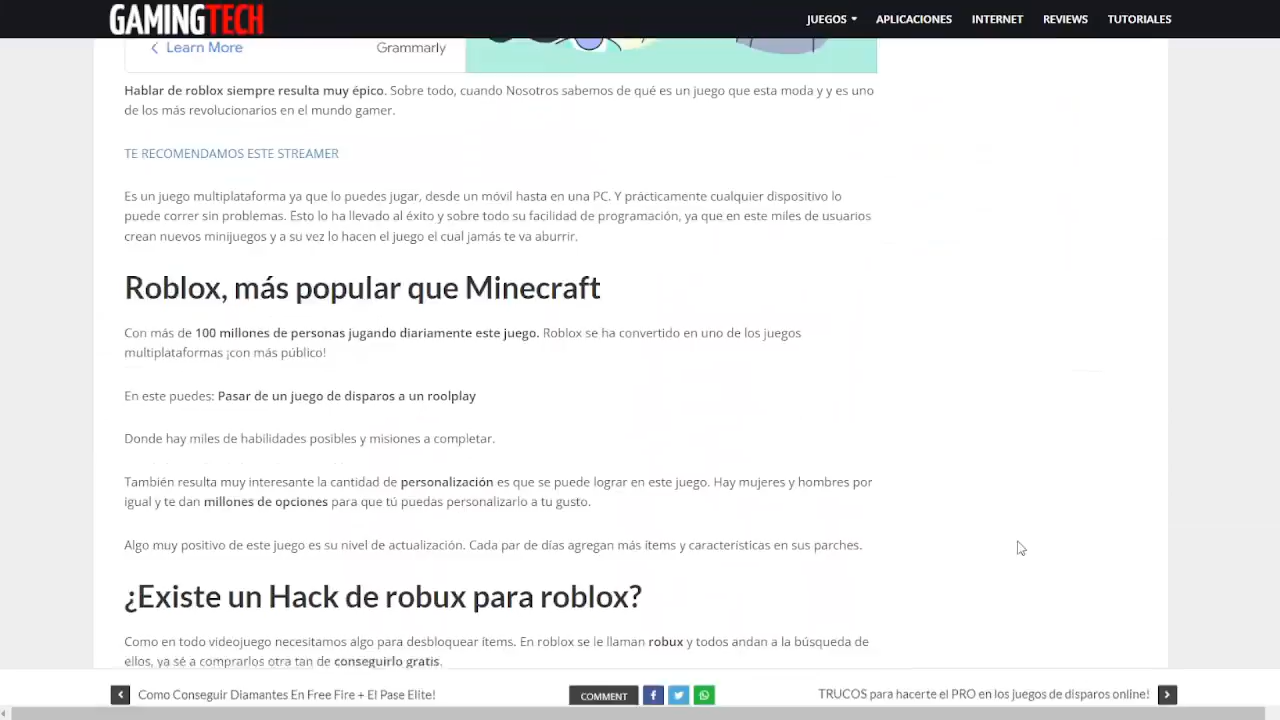 GAMINGTECH
JUEGOS APLICACIONES INTERNET REVIEWS TUTORIALES
Learn More Grammarly
Hablar de roblox siempre resulta muy épico. Sobre todo, cuando Nosotros sabemos de qué es un juego que esta moda y y es uno
de los más revolucionarios en el mundo gamer.
TE RECOMENDAMOS ESTE STREAMER
Es un juego multiplataforma ya que lo puedes jugar, desde un móvil hasta en una PC. Y prácticamente cualquier dispositivo lo
puede correr sin problemas. Esto lo ha llevado al éxito y sobre todo su facilidad de programación, ya que en este miles de usuarios
crean nuevos minijuegos y a su vez lo hacen el juego el cual jamás te va aburrir.
Roblox, más popular que Minecraft
Con más de 100 millones de personas jugando diariamente este juego. Roblox se ha convertido en uno de los juegos
multiplataformas ¡con más público!
En este puedes: Pasar de un juego de disparos a un roolplay
Donde hay miles de habilidades posibles y misiones a completar.
También resulta muy interesante la cantidad de personalización es que se puede lograr en este juego. Hay mujeres y hombres por
igual y te dan millones de opciones para que tú puedas personalizarlo a tu gusto.
Algo muy positivo de este juego es su nivel de actualización. Cada par de días agregan más ítems y características en sus parches.
¿Existe un Hack de robux para roblox?
Como en todo videojuego necesitamos algo para desbloquear ítems. En roblox se le llaman robux y todos andan a la búsqueda de
ellos, ya sé a comprarlos otra tan de conseguirlo gratis.
Como Conseguir Diamantes En Free Fire + El Pase Elite! COMMENT TRUCOS para hacerte el PRO en los juegos de disparos online!